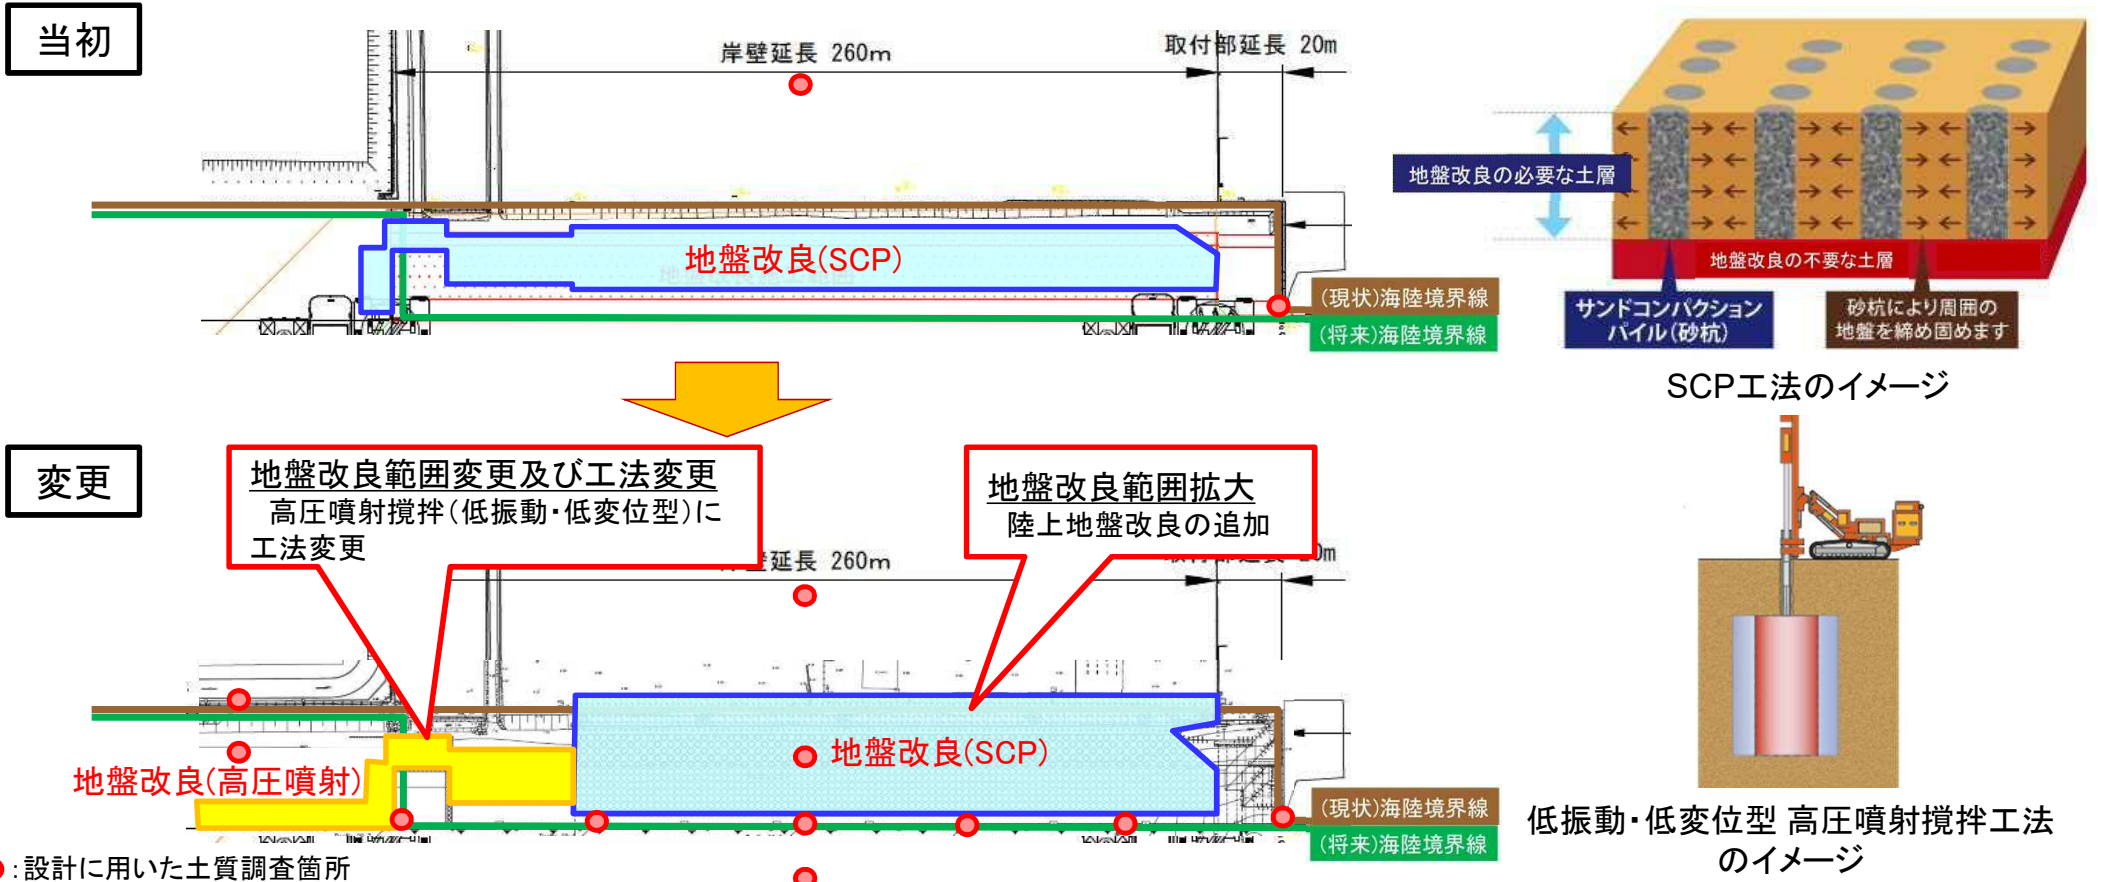 当初
岸壁延長 260m
取付部延長 20m
地盤改良(SCP)
(現状)海陸境界線
(将来)海陸境界線
地盤改良の必要な土層
地盤改良の不要な土層
サンドコンパクション
パイル(砂杭)
砂杭により周囲の
地盤を締め固めます
SCP工法のイメージ
変更
地盤改良範囲変更及び工法変更
高圧噴射撹拌(低振動・低変位型)に
工法変更
地盤改良範囲拡大
陸上地盤改良の追加
壁延長 260m
地盤改良(SCP)
地盤改良(高圧噴射)
(現状)海陸境界線
(将来)海陸境界線
:設計に用いた土質調査箇所
低振動・低変位型 高圧噴射撹拌工法
のイメージ